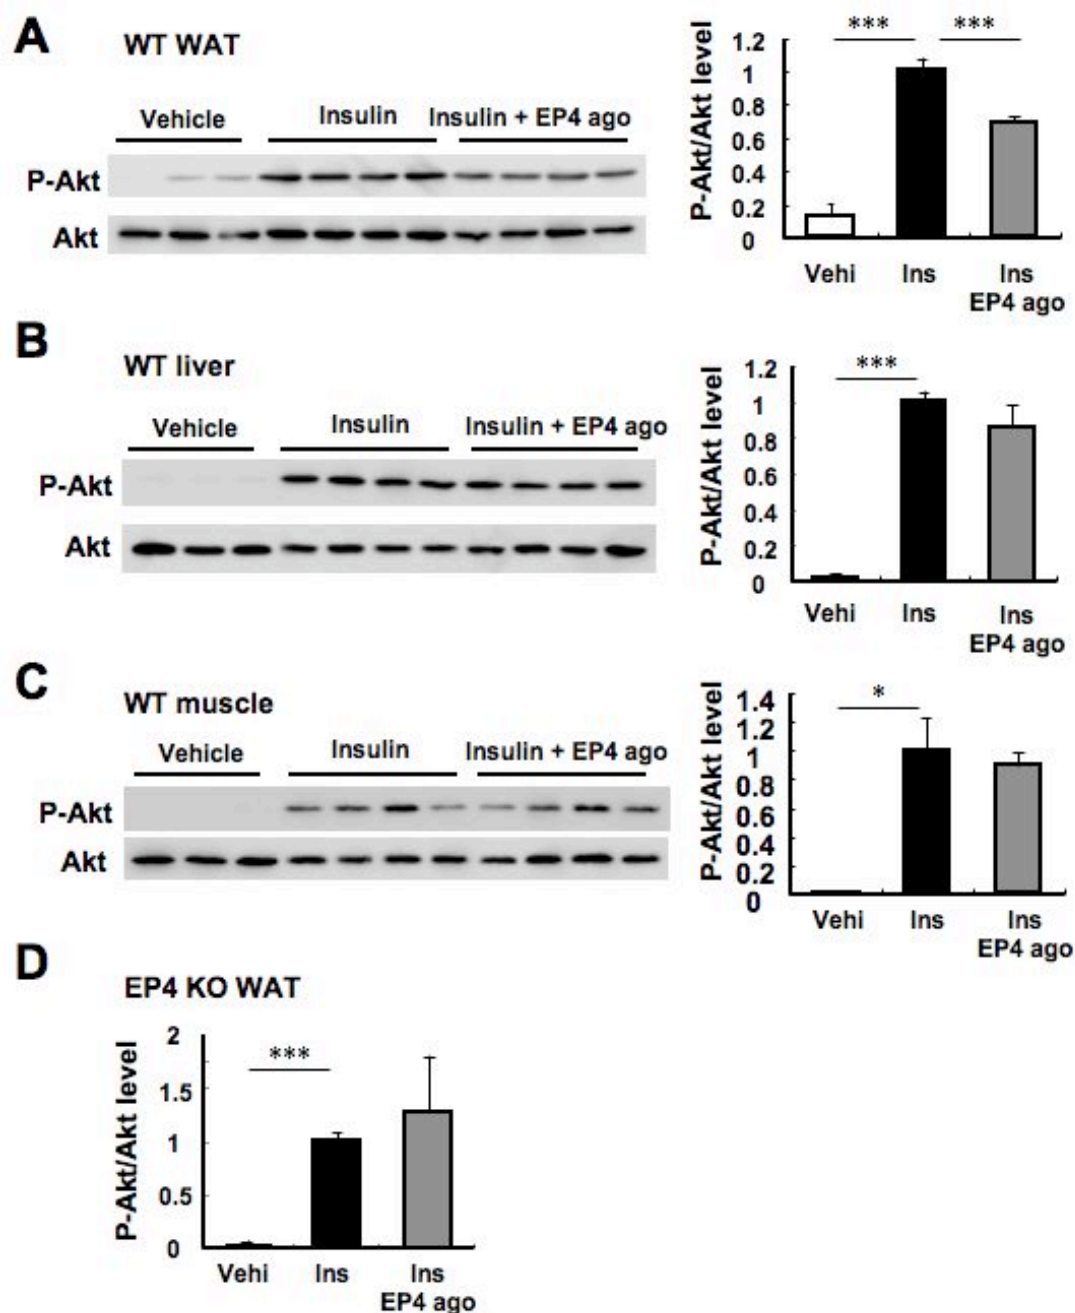 A
WT WAT
Vehicle
Insulin
Insulin + EP4 ago
P-Akt
Akt
P-Akt/Akt level
1.2
1
0.8
0.6
0.4
0.2
0
***
***
Vehi
Ins
Ins
EP4 ago
B
WT liver
Vehicle
Insulin
Insulin + EP4 ago
P-Akt
Akt
P-Akt/Akt level
1.2
1
0.8
0.6
0.4
0.2
0
***
Vehi
Ins
Ins
EP4 ago
C
WT muscle
Vehicle
Insulin
Insulin + EP4 ago
P-Akt
Akt
P-Akt/Akt level
1.4
1.2
1
0.8
0.6
0.4
0.2
0
*
Vehi
Ins
Ins
EP4 ago
D
EP4 KO WAT
P-Akt/Akt level
2
1.5
1
0.5
0
***
Vehi
Ins
Ins
EP4 ago